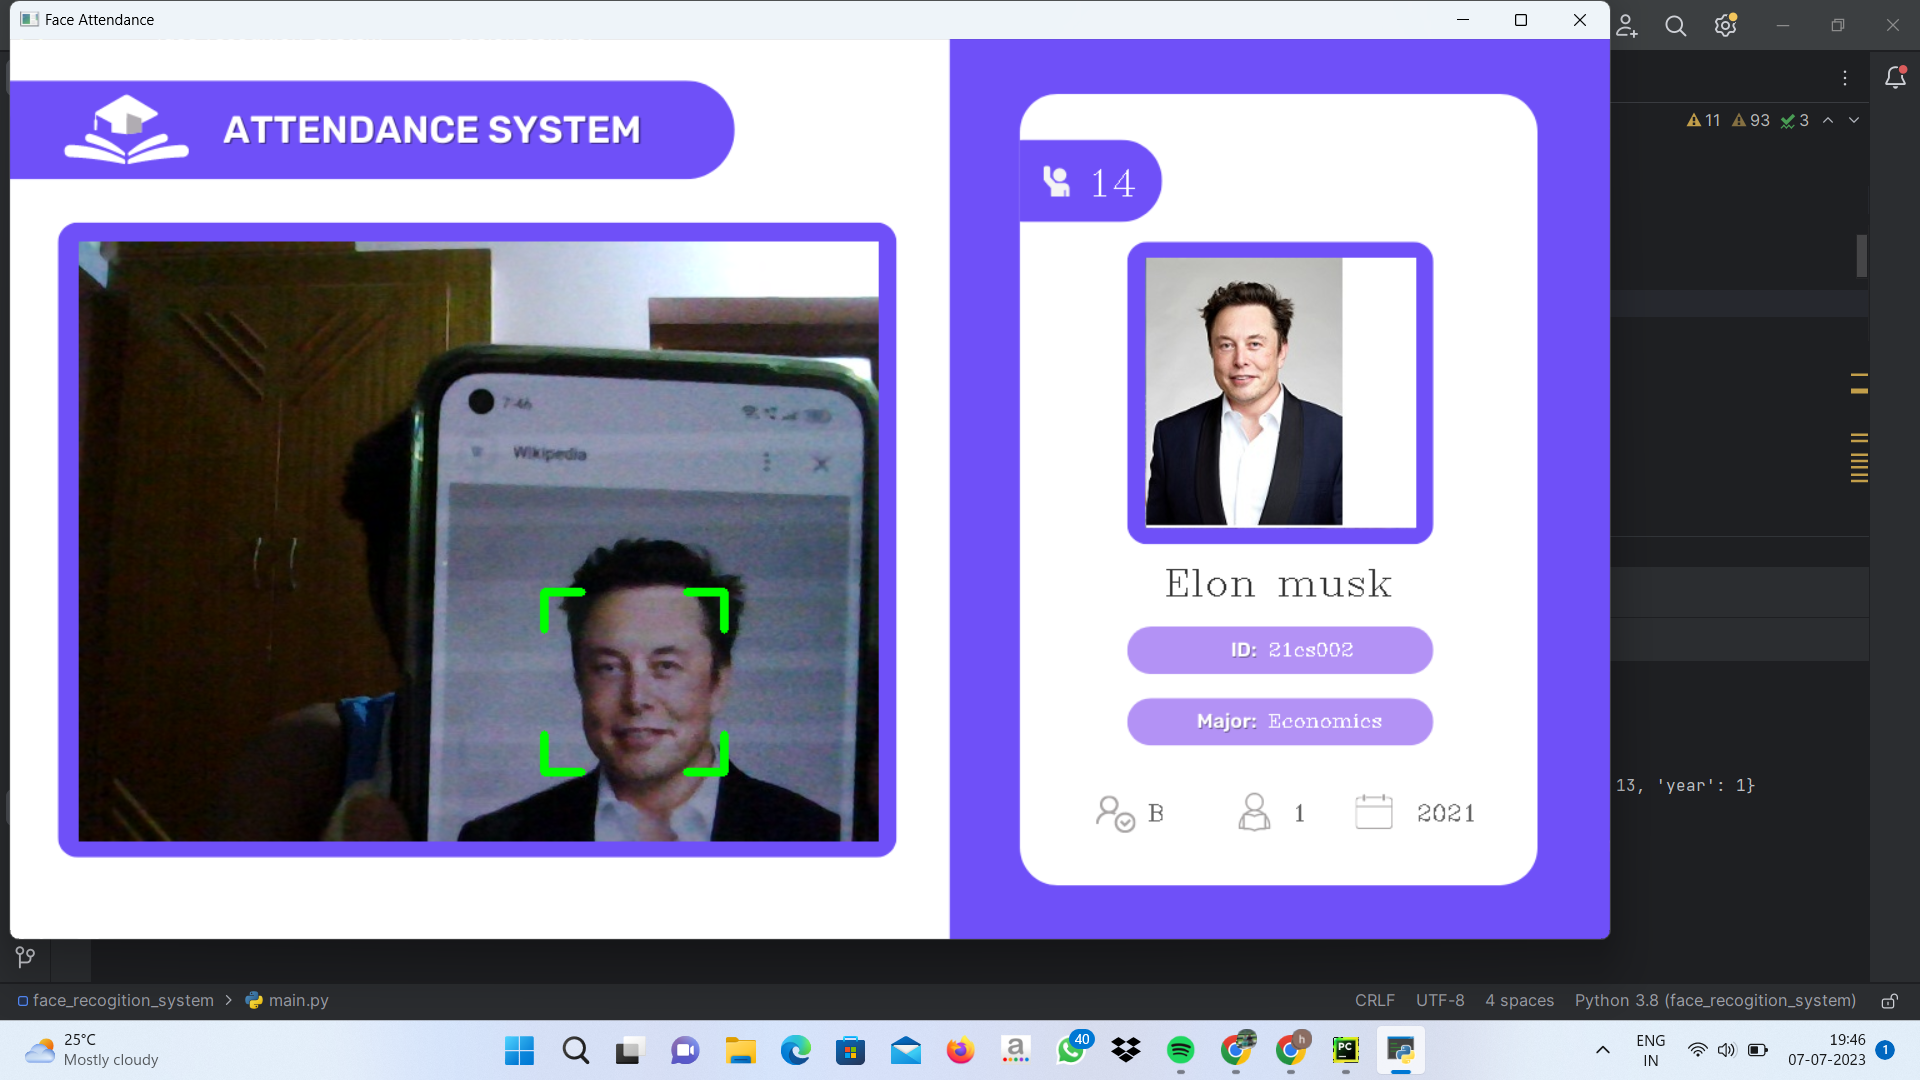 Face Attendance
ATTENDANCE SYSTEM
14
11 93 3
7:46
Wikipedia
Elon musk
ID: 21cs002
Major: Economics
B 1 2021
13, 'year': 1}
face_recogition_system > main.py
CRLF UTF-8 4 spaces Python 3.8 (face_recogition_system)
25°C
Mostly cloudy
a
40
h
PC
ENG
IN
19:46
07-07-2023
1